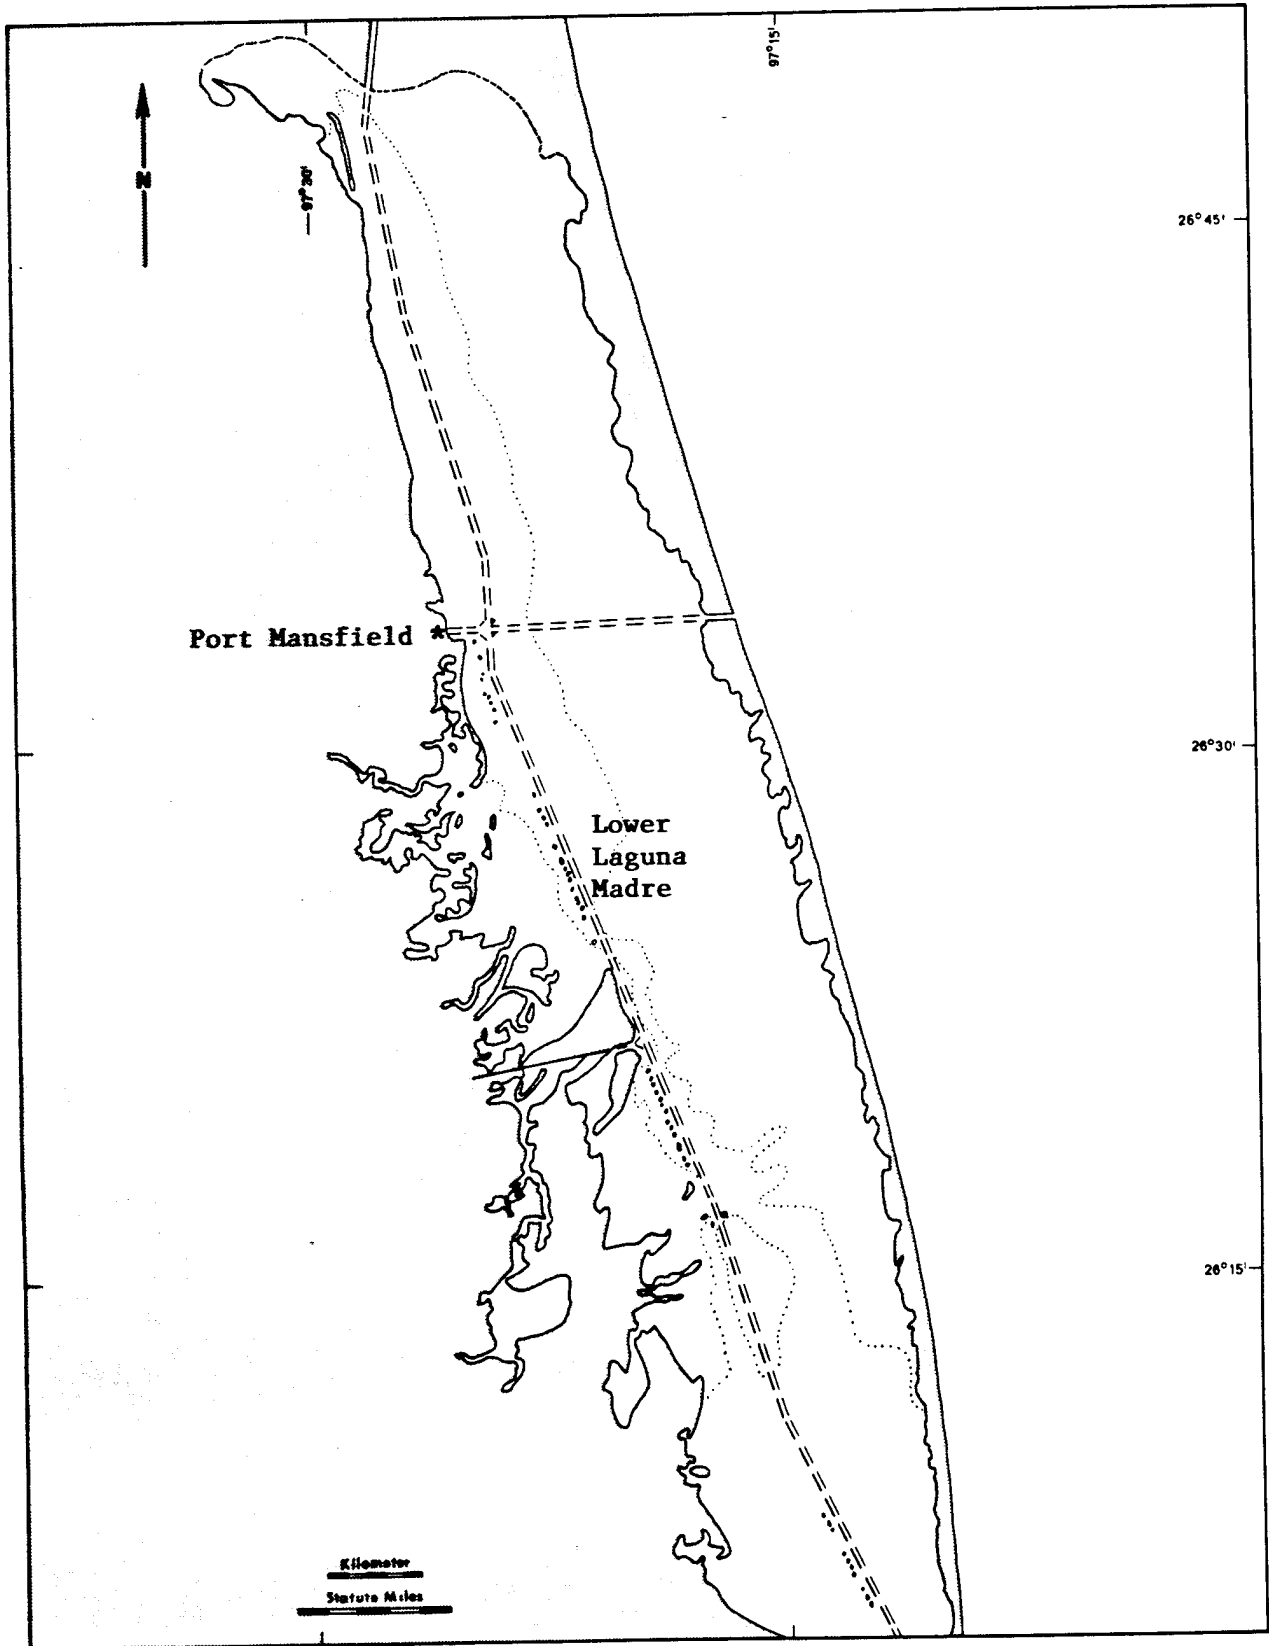 97°15'
N
97°30'
26°45'
Port Mansfield *
26°30'
Lower
Laguna
Madre
26°15'
Kilometer
Statute Miles